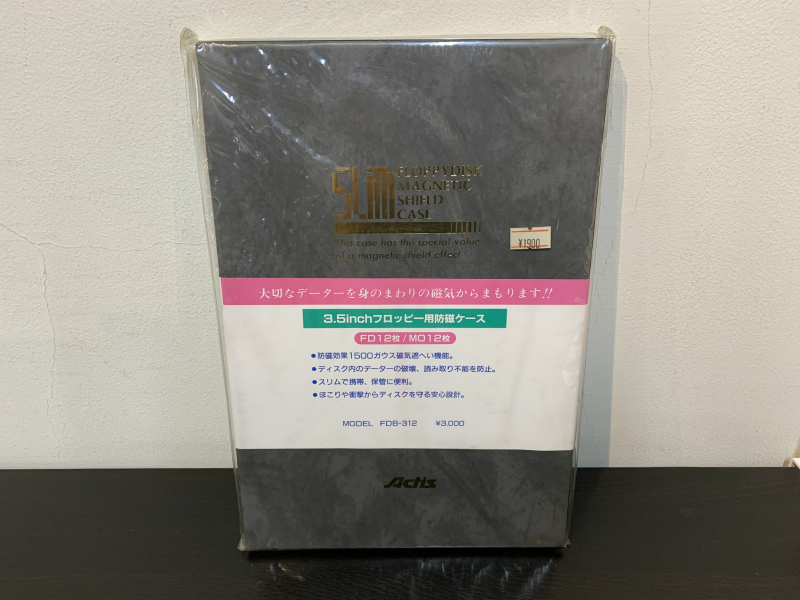 SLIM
FLOPPYDISK
MAGNETIC
SHIELD
CASE
This case has the special value
of a magnetic shield effect.
¥1,900
大切なデーターを身のまわりの磁気からまもります!!
3.5inchフロッピー用防磁ケース
FD12枚/MO12枚
●防磁効果1500ガウス磁気遮へい機能。
●ディスク内のデーターの破壊、読み取り不能を防止。
●スリムで携帯、保管に便利。
●ほこりや衝撃からディスクを守る安心設計。
MODEL FDB-312 ¥3,000
Actis